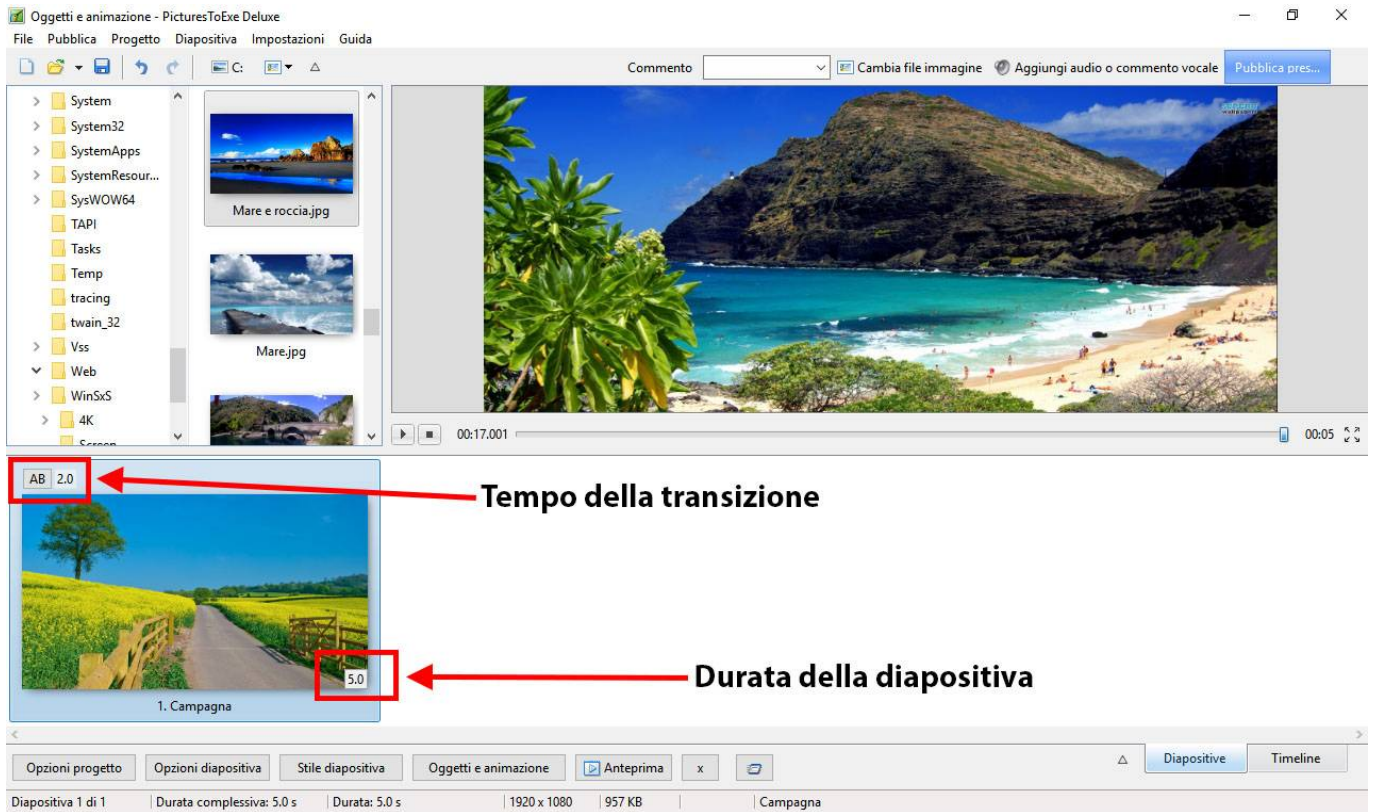 Oggetti e animazione - PicturesToExe Deluxe
File Pubblica Progetto Diapositiva Impostazioni Guida
C: Commento Cambia file immagine Aggiungi audio o commento vocale Pubblica pres...
System
System32
SystemApps
SystemResour...
SysWOW64
TAPI
Tasks
Temp
tracing
twain_32
Vss
Web
WinSxS
4K
Screen
Mare e roccia.jpg
Mare.jpg
00:17.001 00:05
AB 2.0
Tempo della transizione
5.0
Durata della diapositiva
1. Campagna
Opzioni progetto Opzioni diapositiva Stile diapositiva Oggetti e animazione Anteprima x Diapositive Timeline
Diapositiva 1 di 1 Durata complessiva: 5.0 s Durata: 5.0 s 1920 x 1080 957 KB Campagna